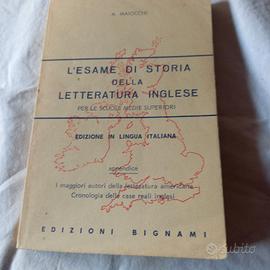 L'ESAME DI STORIA
DELLA
LETTERATURA INGLESE
PER LE SCUOLE MEDIE SUPERIORI
EDIZIONE IN LINGUA ITALIANA
appendice
I maggiori autori della letteratura americana
Cronologia delle case reali inglesi
EDIZIONI BIGNAMI
subito